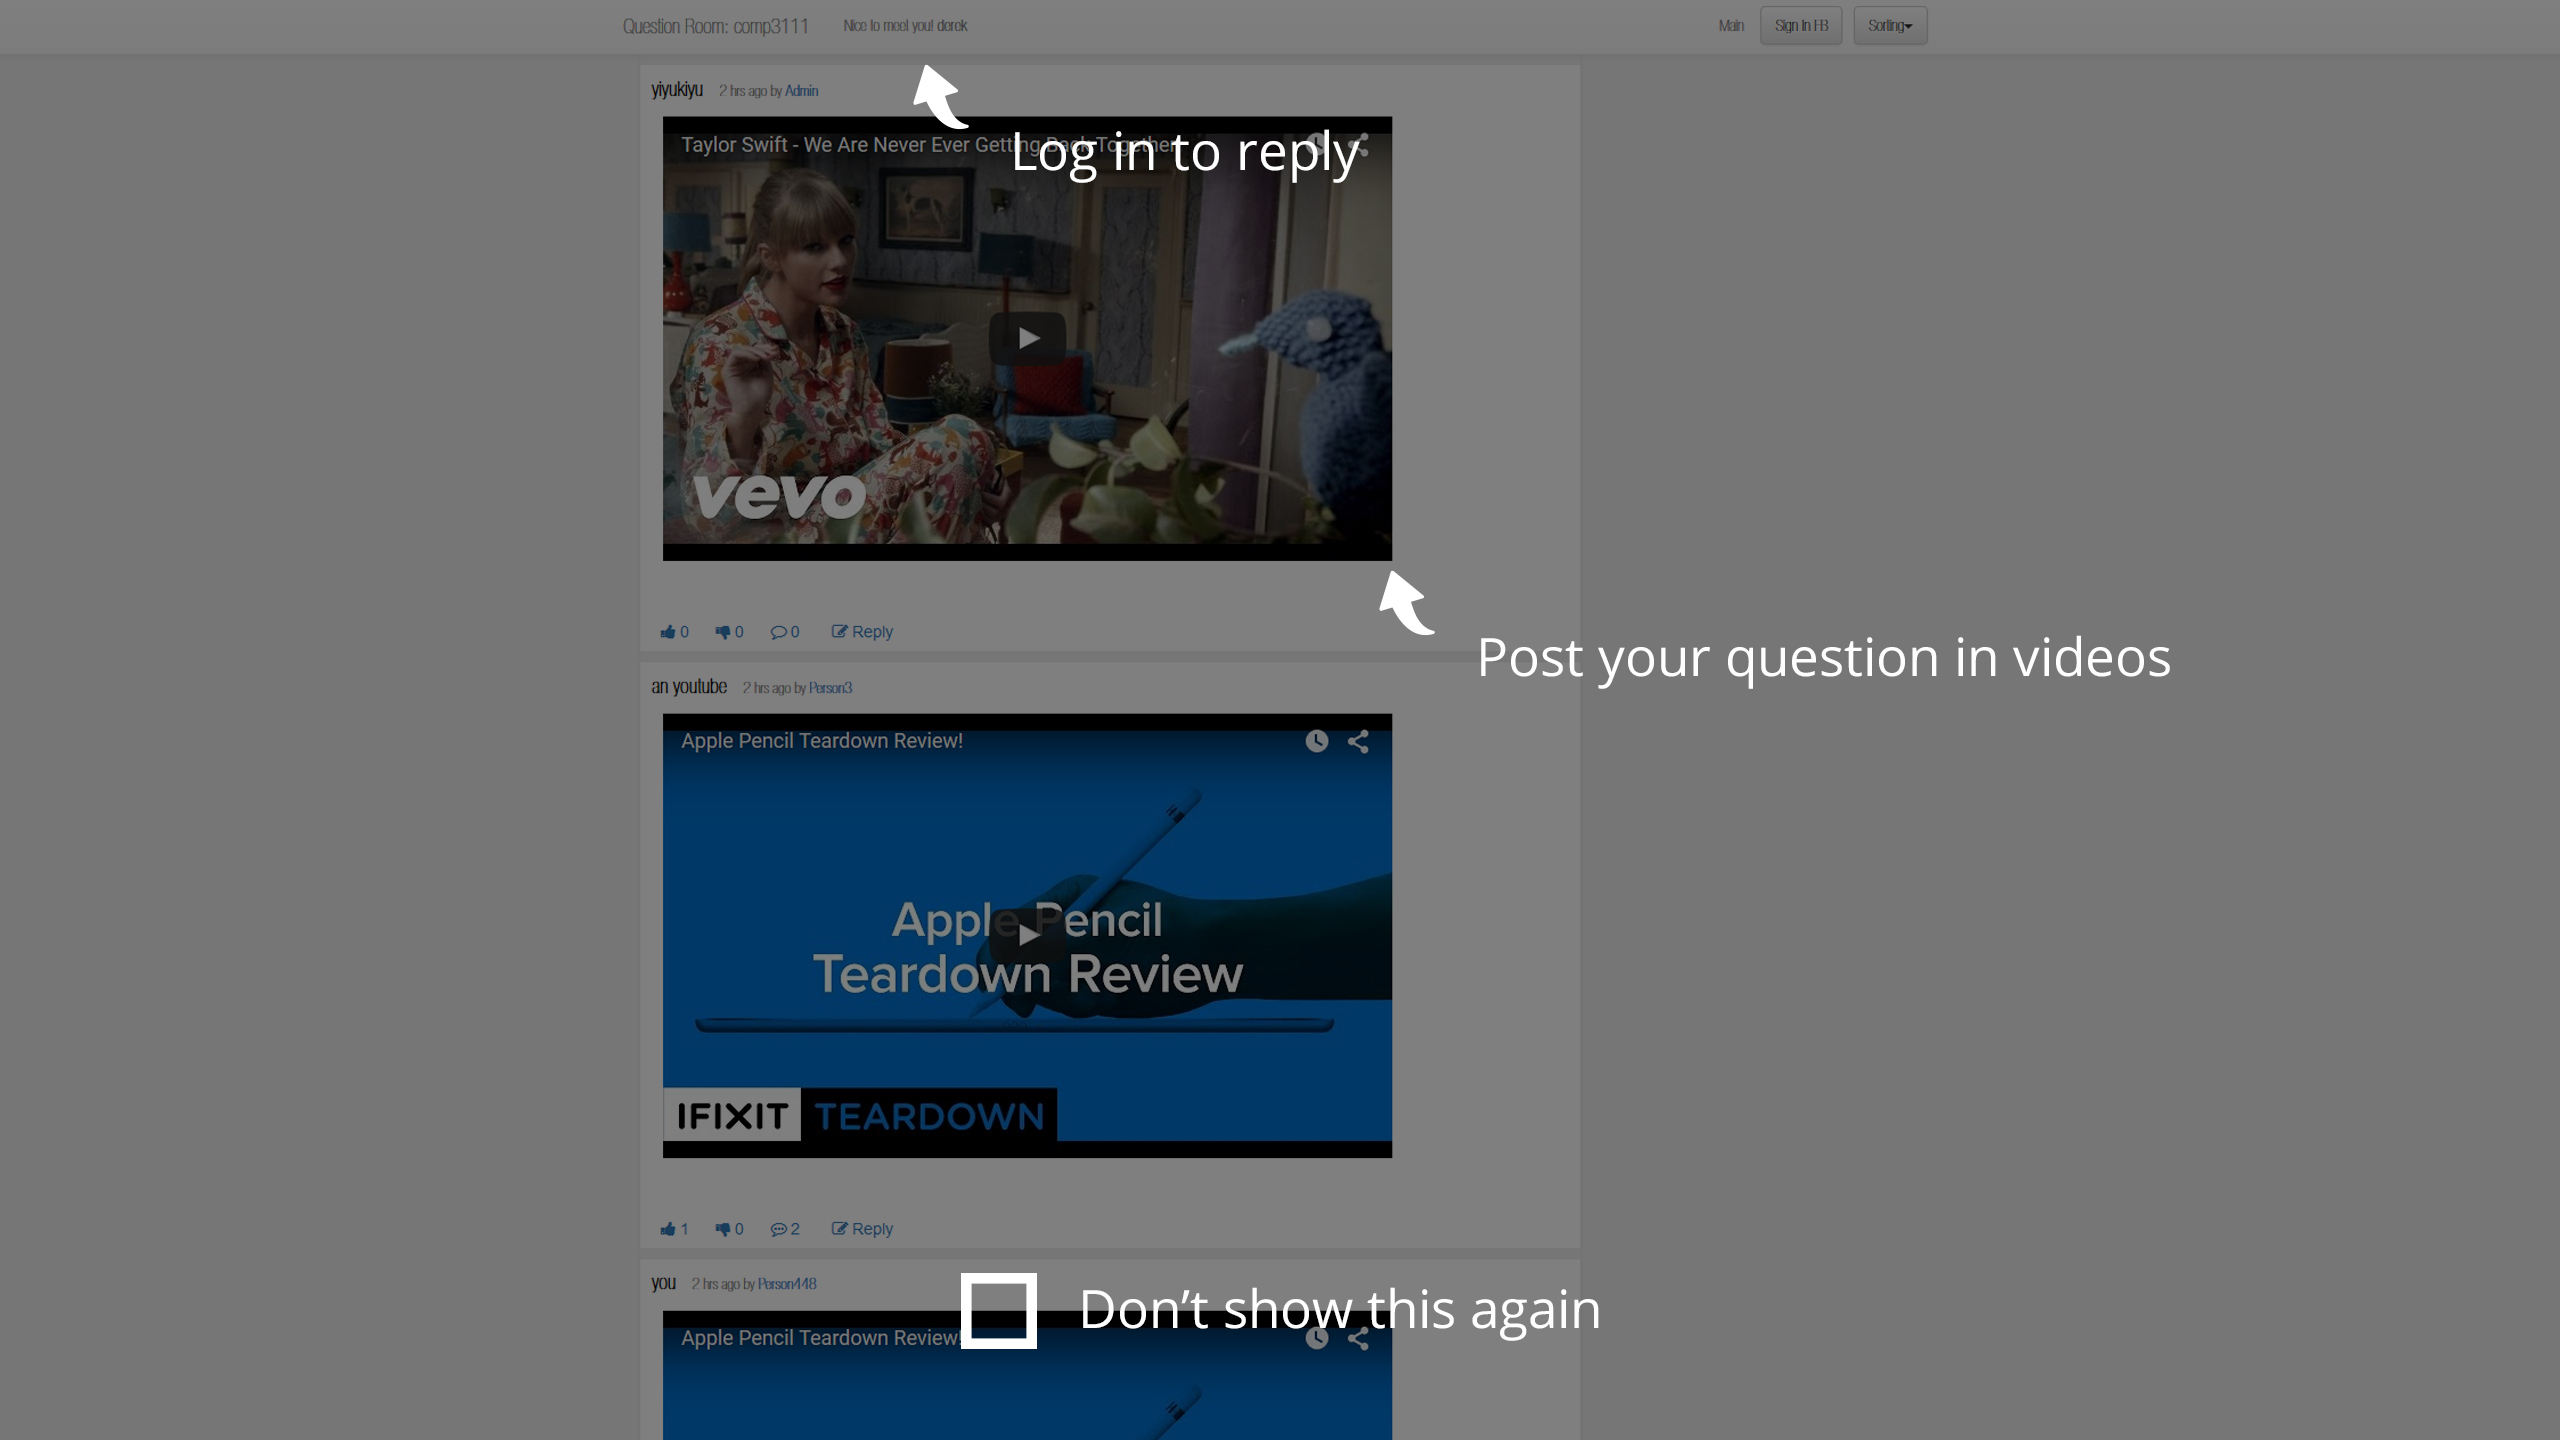 Question Room: comp3111 Nice to meet you! derek Main Sign in FB Sorting
yiyukiyu 2 hrs ago by Admin
Taylor Swift - We Are Never Ever Getting Back Together
Log in to reply
vevo
0 0 0 Reply
Post your question in videos
an youtube 2 hrs ago by Person3
Apple Pencil Teardown Review!
Apple Pencil
Teardown Review
IFIXIT TEARDOWN
1 0 2 Reply
you 2 hrs ago by Person448
Don’t show this again
Apple Pencil Teardown Review!